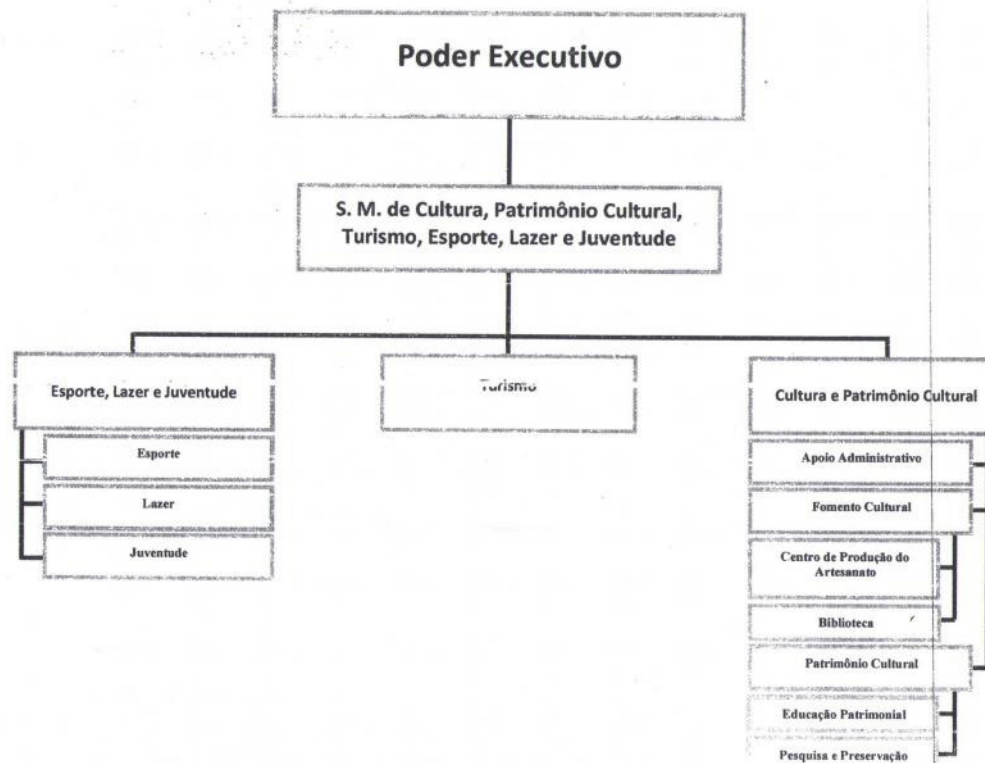 Poder Executivo
S. M. de Cultura, Patrimônio Cultural,
Turismo, Esporte, Lazer e Juventude
Esporte, Lazer e Juventude
Esporte
Lazer
Juventude
Turismo
Cultura e Patrimônio Cultural
Apoio Administrativo
Fomento Cultural
Centro de Produção do
Artesanato
Biblioteca
Patrimônio Cultural
Educação Patrimonial
Pesquisa e Preservação